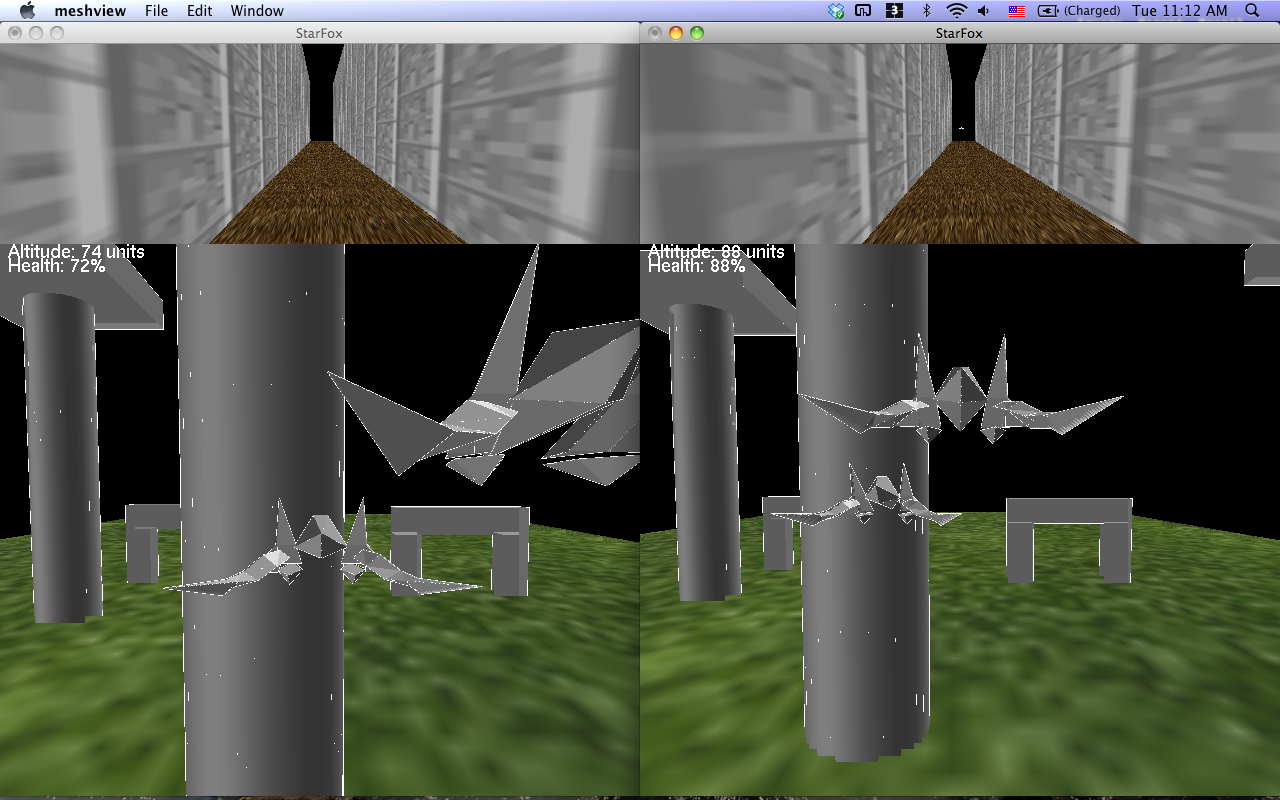 meshview File Edit Window (Charged) Tue 11:12 AM
StarFox
StarFox
Altitude: 74 units
Health: 72%
Altitude: 88 units
Health: 88%